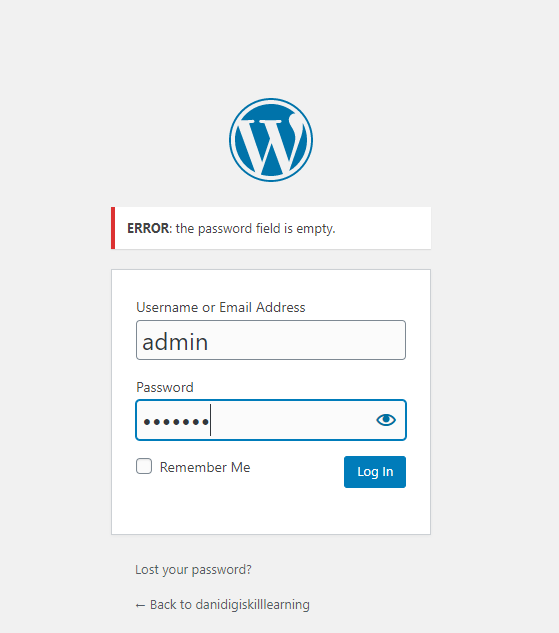 ERROR: the password field is empty.
Username or Email Address
admin
Password
•••••••
Remember Me
Log In
Lost your password?
← Back to danidigiskilllearning